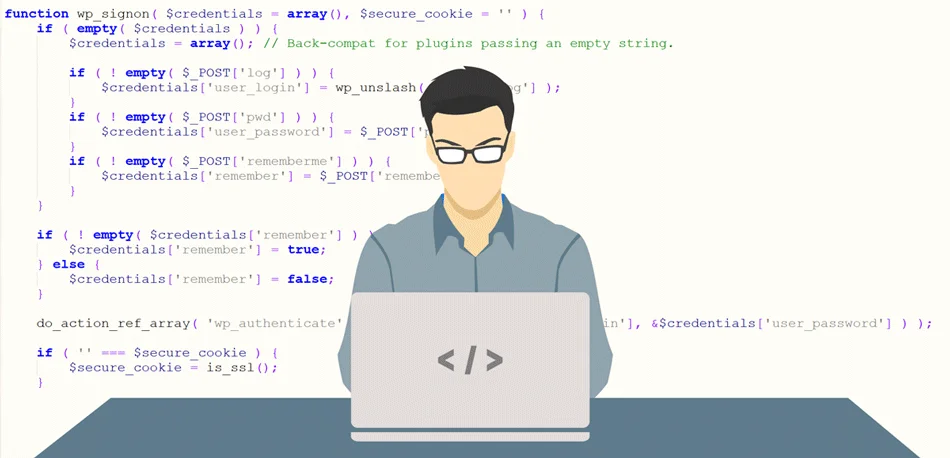 function wp_signon( $credentials = array(), $secure_cookie = '' ) {
if ( empty( $credentials ) ) {
$credentials = array(); // Back-compat for plugins passing an empty string.
if ( ! empty( $_POST['log'] ) ) {
$credentials['user_login'] = wp_unslash( og'] );
}
if ( ! empty( $_POST['pwd'] ) ) {
$credentials['user_password'] = $_POST['p
}
if ( ! empty( $_POST['rememberme'] ) ) {
$credentials['remember'] = $_POST['remembe
}
}
if ( ! empty( $credentials['remember'] ) )
$credentials['remember'] = true;
} else {
$credentials['remember'] = false;
}
do_action_ref_array( 'wp_authenticate' in'], &$credentials['user_password'] ) );
if ( '' === $secure_cookie ) {
$secure_cookie = is_ssl();
}
</>